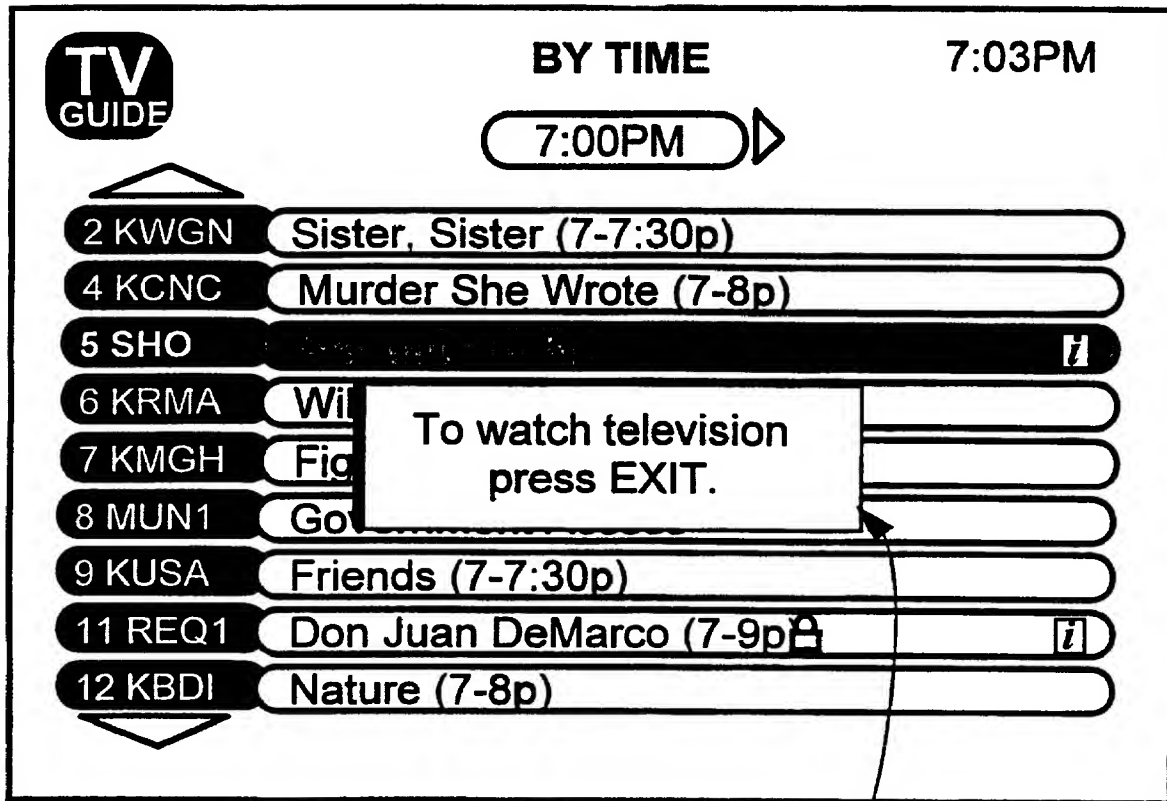 TV
GUIDE
BY TIME
7:03PM
7:00PM
2 KWGN Sister, Sister (7-7:30p)
4 KCNC Murder She Wrote (7-8p)
5 SHO i
6 KRMA
7 KMGH
8 MUN1
To watch television
press EXIT.
9 KUSA Friends (7-7:30p)
11 REQ1 Don Juan DeMarco (7-9p i
12 KBDI Nature (7-8p)